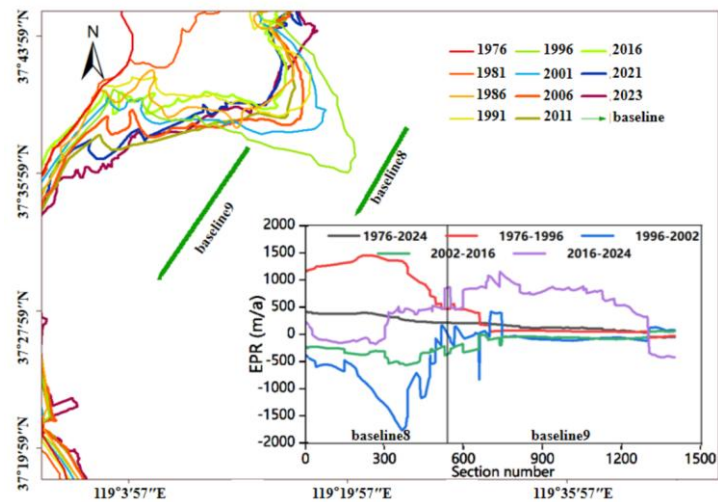 37°43′59″N
37°35′59″N
37°27′59″N
37°19′59″N
N
1976 1996 2016
1981 2001 2021
1986 2006 2023
1991 2011 baseline
baseline8
baseline9
2000
1500
1000
500
0
-500
-1000
-1500
-2000
EPR (m/a)
1976-2024 1976-1996 1996-2002
2002-2016 2016-2024
baseline8 baseline9
0 300 600 900 1200 1500
Section number
119°3′57″E 119°19′57″E 119°35′57″E